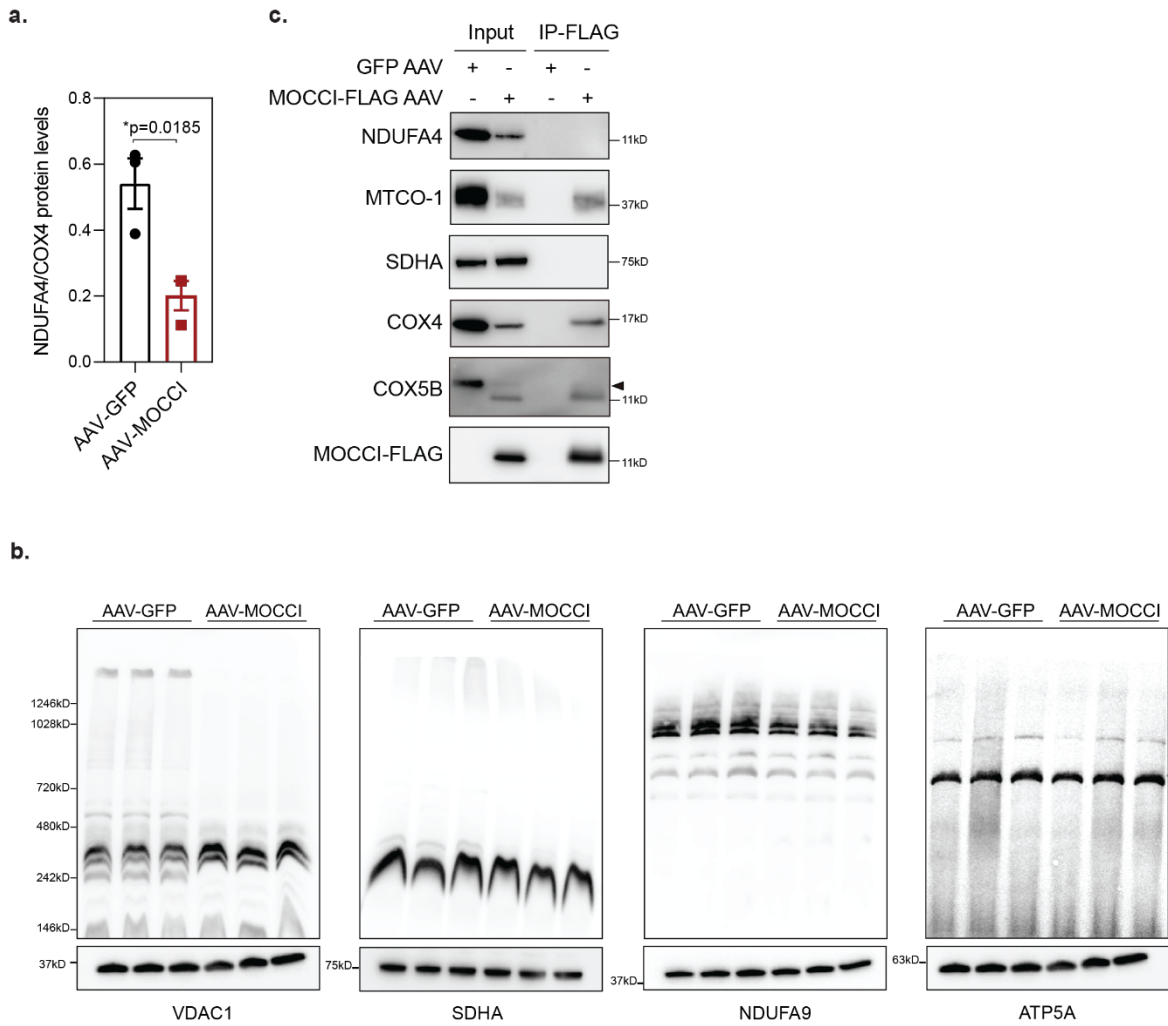 a.
0.8
0.6
0.4
0.2
0.0
NDUFA4/COX4 protein levels
*p=0.0185
AAV-GFP
AAV-MOCCI
c.
Input IP-FLAG
GFP AAV + - + -
MOCCI-FLAG AAV - + - +
NDUFA4 11kD
MTCO-1 37kD
SDHA 75kD
COX4 17kD
COX5B 11kD
MOCCI-FLAG 11kD
b.
AAV-GFP AAV-MOCCI AAV-GFP AAV-MOCCI AAV-GFP AAV-MOCCI AAV-GFP AAV-MOCCI
1246kD
1028kD
720kD
480kD
242kD
146kD
37kD 75kD 37kD 63kD
VDAC1 SDHA NDUFA9 ATP5A